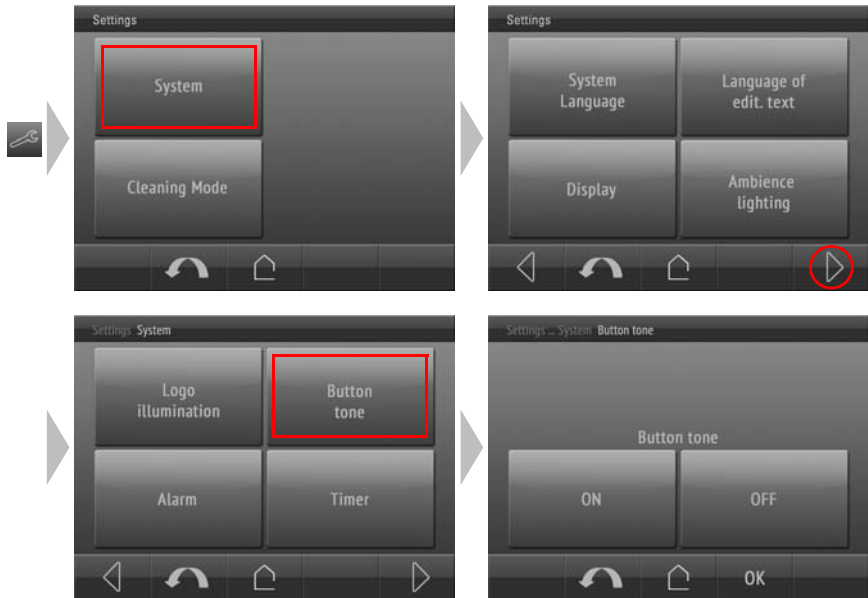 Settings
System
Cleaning Mode
Settings
System
Language
Language of
edit. text
Display
Ambience
lighting
Settings System
Logo
illumination
Button
tone
Alarm
Timer
Settings ... System Button tone
Button tone
ON
OFF
OK